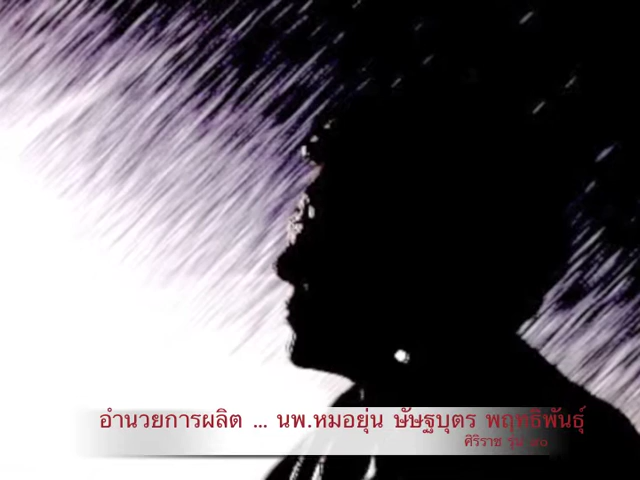 อำนวยการผลิต ... นพ.หมอยุ่น ษัษฐบุตร พฤทธิพันธุ์
ศิริราช รุ่น